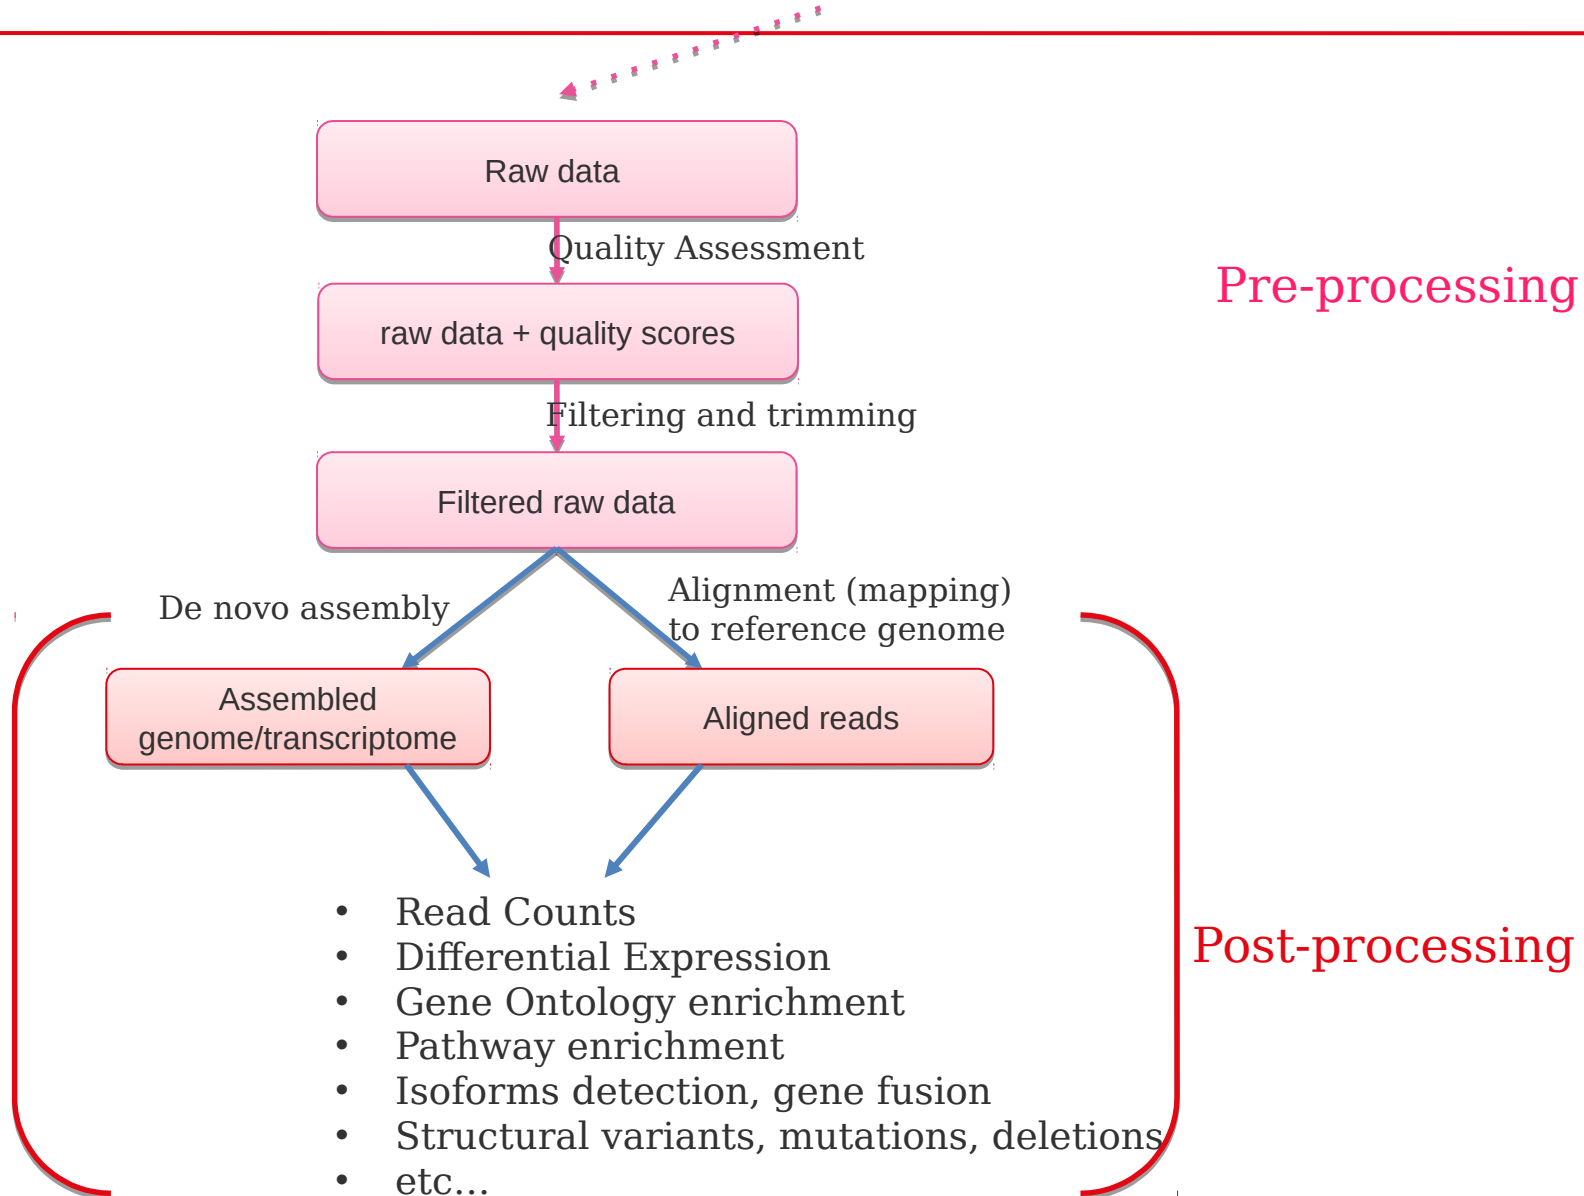 Raw data
Quality Assessment
Pre-processing
raw data + quality scores
Filtering and trimming
Filtered raw data
De novo assembly
Alignment (mapping)
to reference genome
Assembled
genome/transcriptome
Aligned reads
• Read Counts
• Differential Expression
Post-processing
• Gene Ontology enrichment
• Pathway enrichment
• Isoforms detection, gene fusion
• Structural variants, mutations, deletions
• etc…